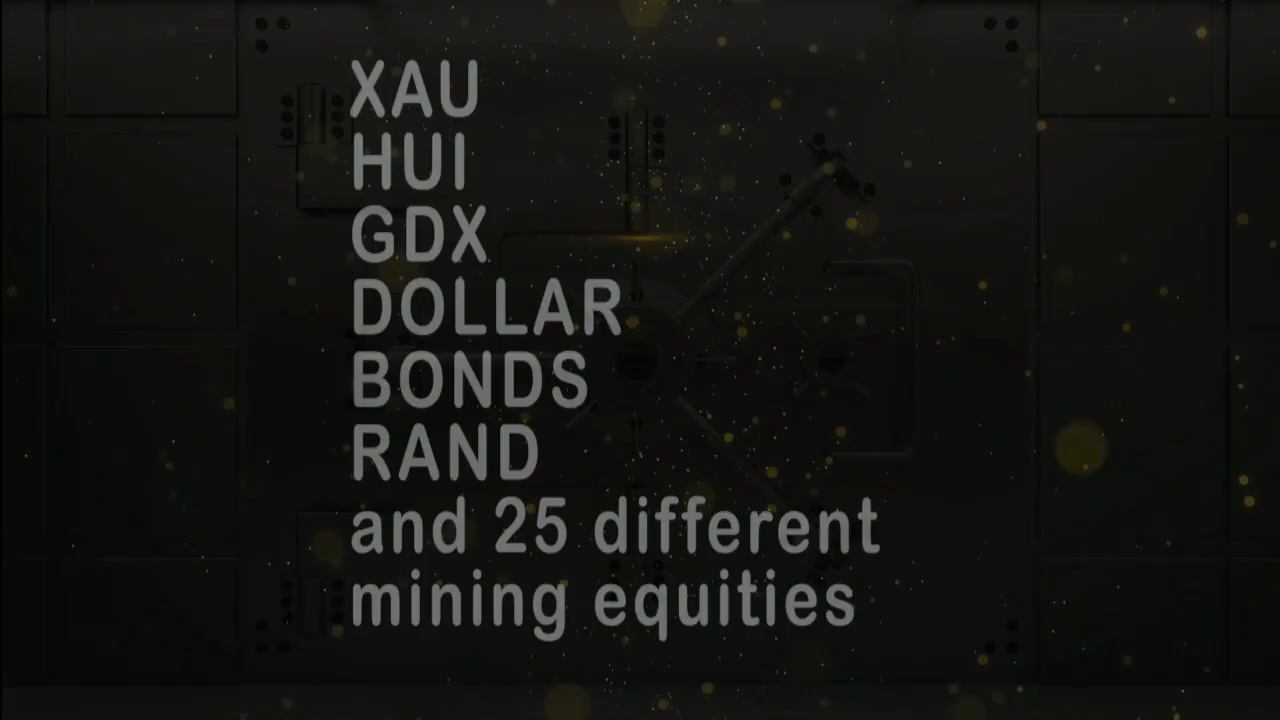 XAU
HUI
GDX
DOLLAR
BONDS
RAND
and 25 different
mining equities